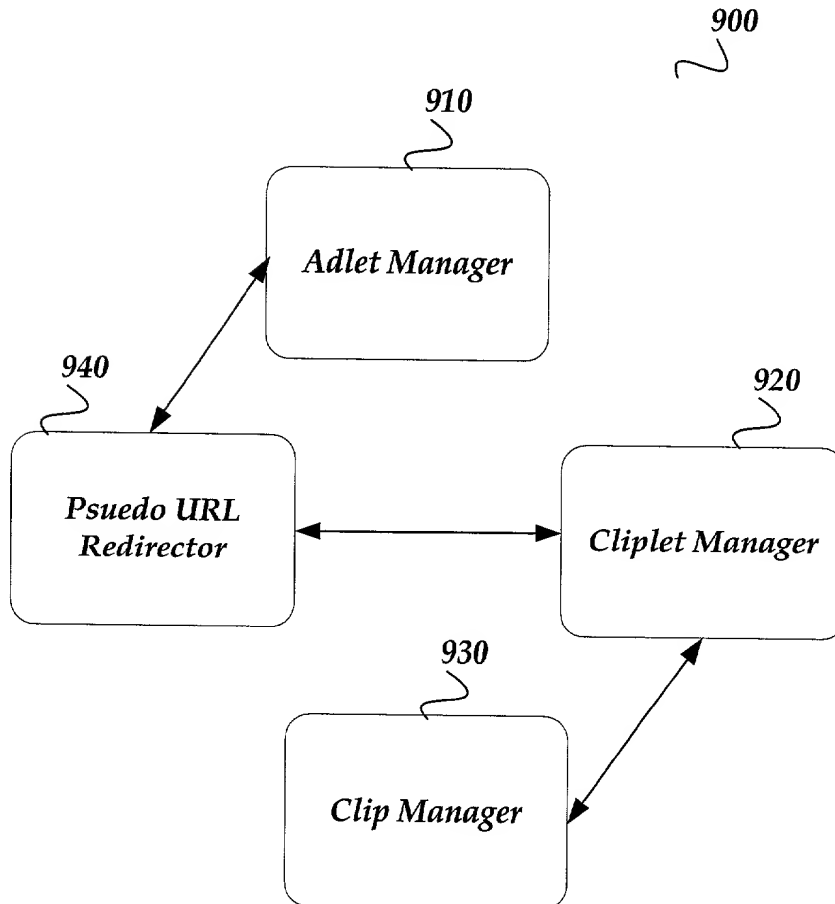 900
910
Adlet Manager
940
920
Psuedo URL
Redirector
Cliplet Manager
930
Clip Manager